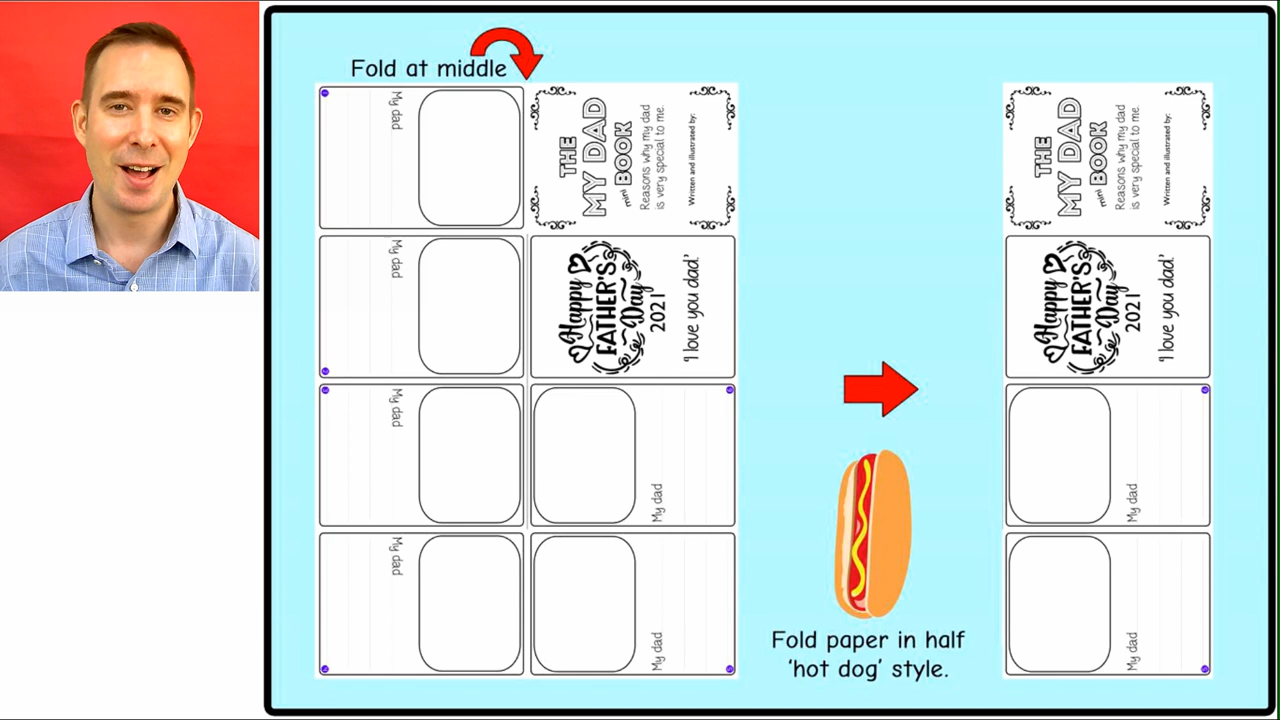 Fold at middle
My dad
My dad
My dad
My dad
THE
MY DAD
mini BOOK
Reasons why my dad
is very special to me.
Written and illustrated by:
Happy
FATHER'S
Day
2021
'I love you dad.'
My dad
My dad
Fold paper in half
'hot dog' style.
THE
MY DAD
mini BOOK
Reasons why my dad
is very special to me.
Written and illustrated by:
Happy
FATHER'S
Day
2021
'I love you dad.'
My dad
My dad